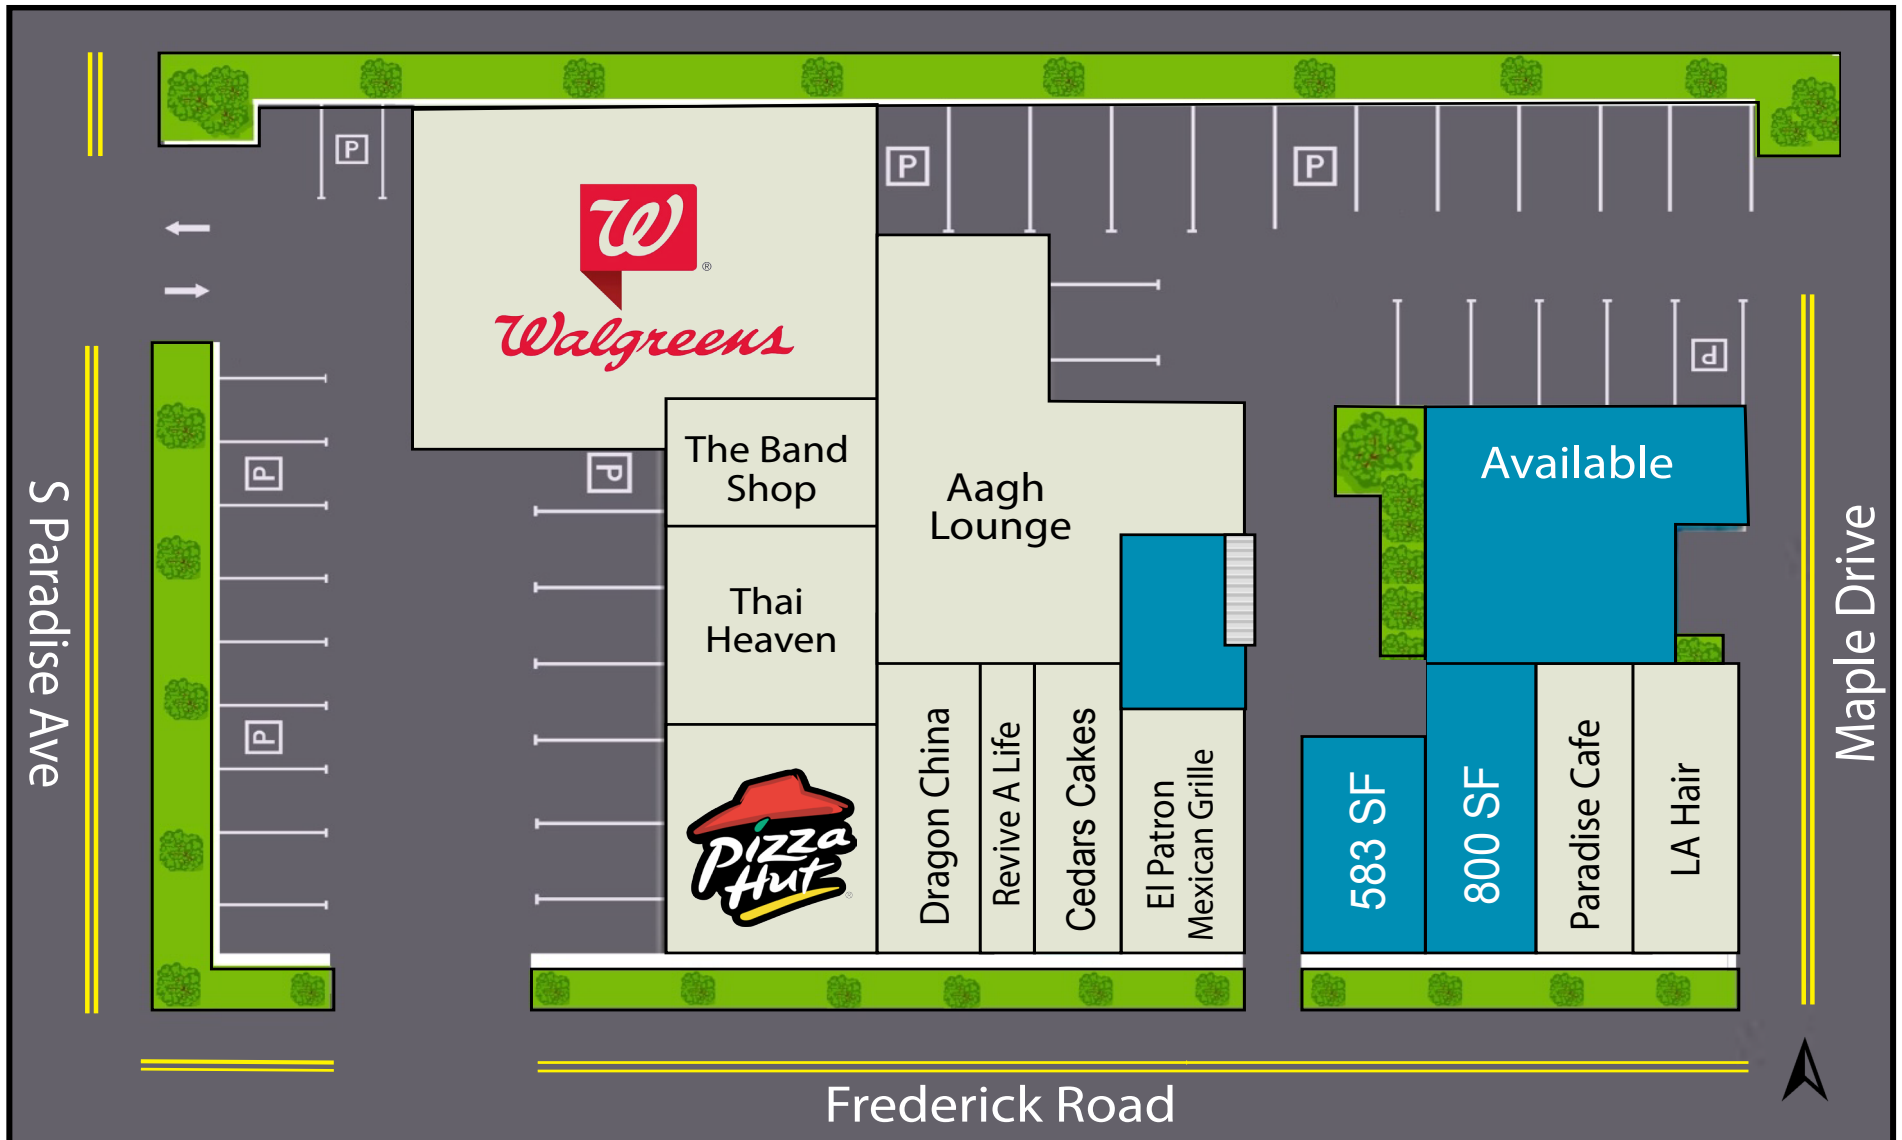 P
P
P
W
®
Walgreens
P
The Band
Shop
Available
P
P
Aagh
Lounge
S Paradise Ave
Maple Drive
Thai
Heaven
P
Pizza
Hut
®
Dragon China
Revive A Life
Cedars Cakes
El Patron
Mexican Grille
583 SF
800 SF
Paradise Cafe
LA Hair
Frederick Road